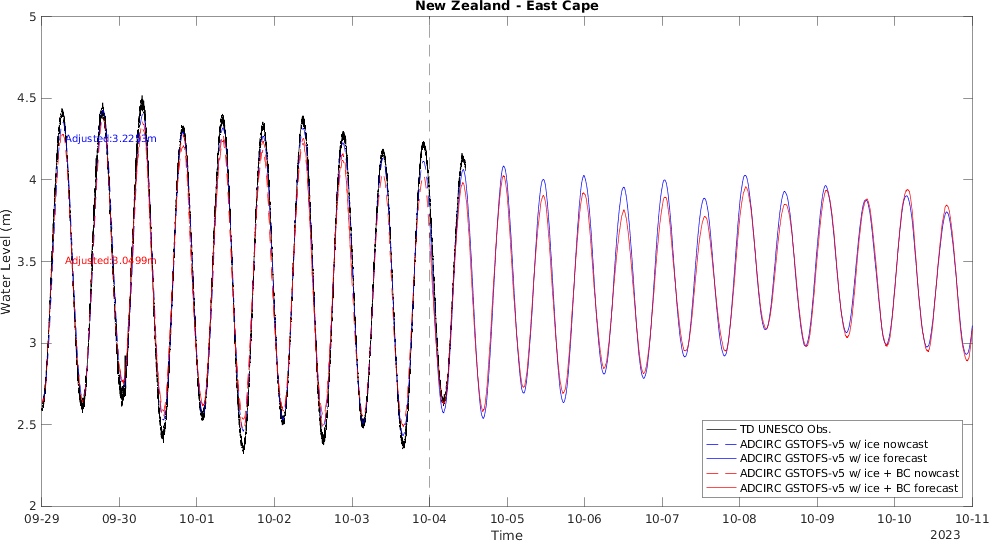 New Zealand - East Cape
Water Level (m)
5
4.5
4
3.5
3
2.5
2
Adjusted:3.0499m
TD UNESCO Obs.
ADCIRC GSTOFS-v5 w/ ice nowcast
ADCIRC GSTOFS-v5 w/ ice forecast
ADCIRC GSTOFS-v5 w/ ice + BC nowcast
ADCIRC GSTOFS-v5 w/ ice + BC forecast
09-29 09-30 10-01 10-02 10-03 10-04 10-05 10-06 10-07 10-08 10-09 10-10 10-11
Time
2023